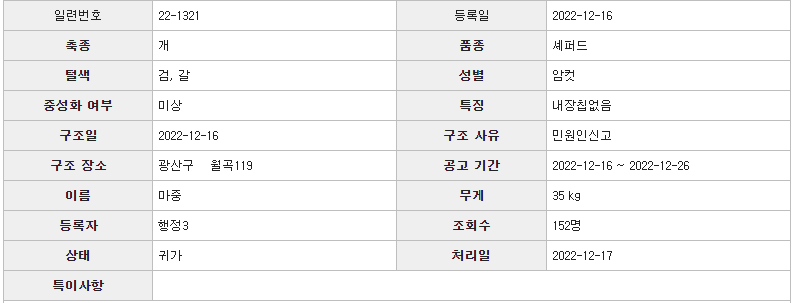 일련번호 22-1321 등록일 2022-12-16
축종 개 품종 셰퍼드
털색 검, 갈 성별 암컷
중성화 여부 미상 특징 내장칩없음
구조일 2022-12-16 구조 사유 민원인신고
구조 장소 광산구 월곡119 공고 기간 2022-12-16 ~ 2022-12-26
이름 마중 무게 35 kg
등록자 행정3 조회수 152명
상태 귀가 처리일 2022-12-17
특이사항